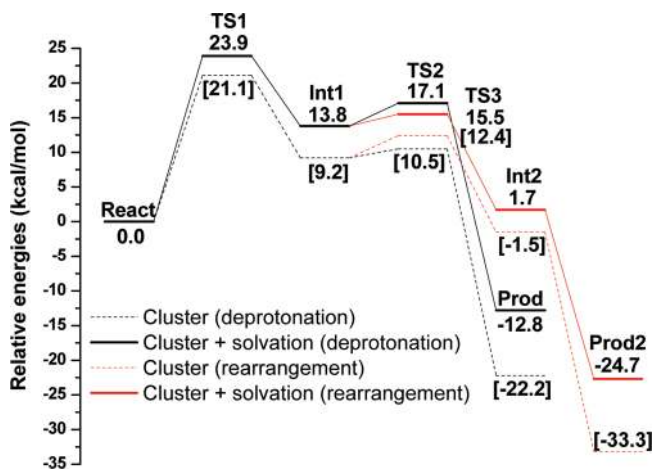 TS1
23.9
[21.1]
Int1
13.8
[9.2]
TS2
17.1
[10.5]
TS3
15.5
[12.4]
Int2
1.7
[-1.5]
React
0.0
Prod
-12.8
[-22.2]
Prod2
-24.7
[-33.3]
Relative energies (kcal/mol)
25
20
15
10
5
0
-5
-10
-15
-20
-25
-30
-35
Cluster (deprotonation)
Cluster + solvation (deprotonation)
Cluster (rearrangement)
Cluster + solvation (rearrangement)